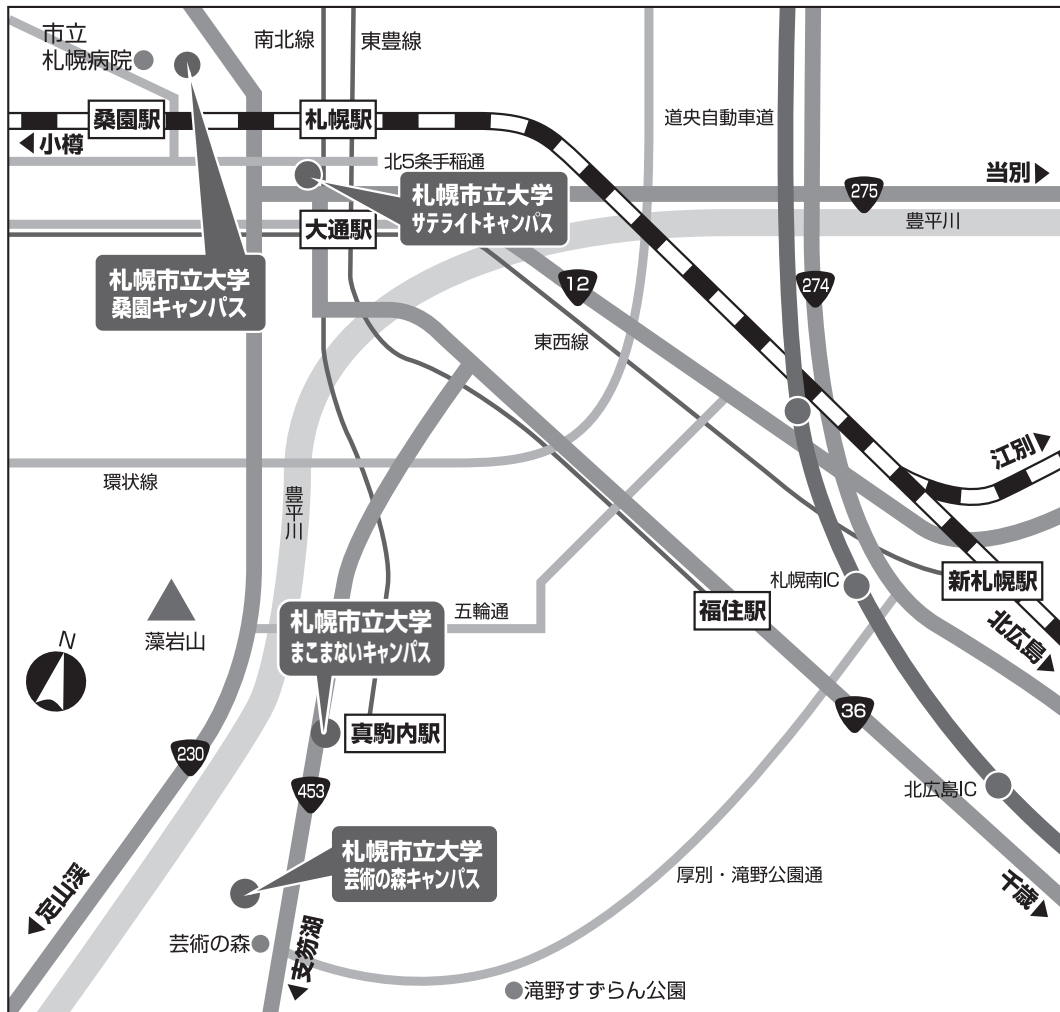 市立
札幌病院
南北線
東豊線
桑園駅
札幌駅
道央自動車道
◀小樽
北5条手稲通
当別▶
275
札幌市立大学
サテライトキャンパス
大通駅
豊平川
札幌市立大学
桑園キャンパス
12
274
東西線
江別▶
環状線
豊平川
札幌南IC
新札幌駅
福住駅
五輪通
札幌市立大学
まこまないキャンパス
藻岩山
N
北広島▶
真駒内駅
36
230
453
北広島IC
札幌市立大学
芸術の森キャンパス
厚別・滝野公園通
◀定山渓
千歳▶
芸術の森
◀支笏湖
滝野すずらん公園